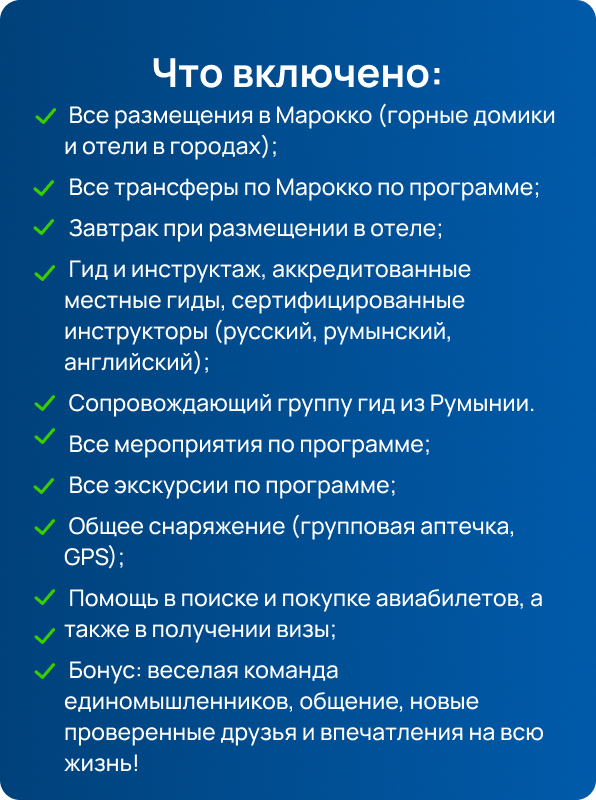 Что включено:
Все размещения в Марокко (горные домики
и отели в городах);
Все трансферы по Марокко по программе;
Завтрак при размещении в отеле;
Гид и инструктаж, аккредитованные
местные гиды, сертифицированные
инструкторы (русский, румынский,
английский);
Сопровождающий группу гид из Румынии.
Все мероприятия по программе;
Все экскурсии по программе;
Общее снаряжение (групповая аптечка,
GPS);
Помощь в поиске и покупке авиабилетов, а
также в получении визы;
Бонус: веселая команда
единомышленников, общение, новые
проверенные друзья и впечатления на всю
жизнь!